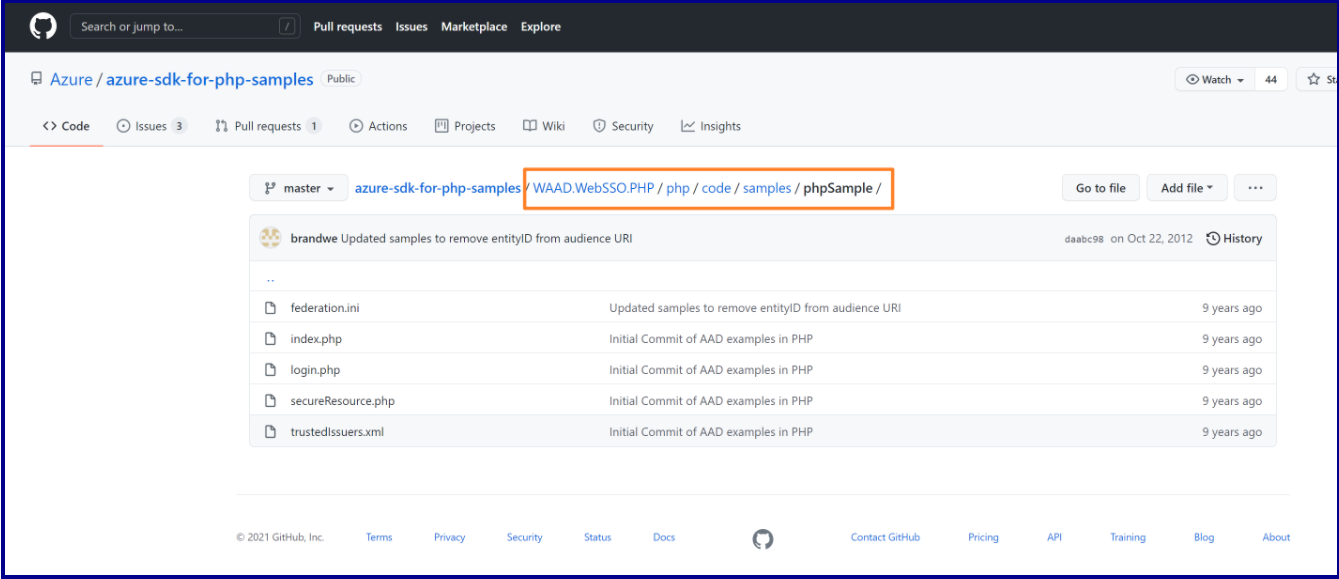 Search or jump to... / Pull requests Issues Marketplace Explore
Azure / azure-sdk-for-php-samples Public Watch 44
Code Issues 3 Pull requests 1 Actions Projects Wiki Security Insights
master azure-sdk-for-php-samples / WAAD.WebSSO.PHP / php / code / samples / phpSample / Go to file Add file ...
brandwe Updated samples to remove entityID from audience URI daabc98 on Oct 22, 2012 History
..
federation.ini Updated samples to remove entityID from audience URI 9 years ago
index.php Initial Commit of AAD examples in PHP 9 years ago
login.php Initial Commit of AAD examples in PHP 9 years ago
secureResource.php Initial Commit of AAD examples in PHP 9 years ago
trustedIssuers.xml Initial Commit of AAD examples in PHP 9 years ago
© 2021 GitHub, Inc. Terms Privacy Security Status Docs Contact GitHub Pricing API Training Blog About